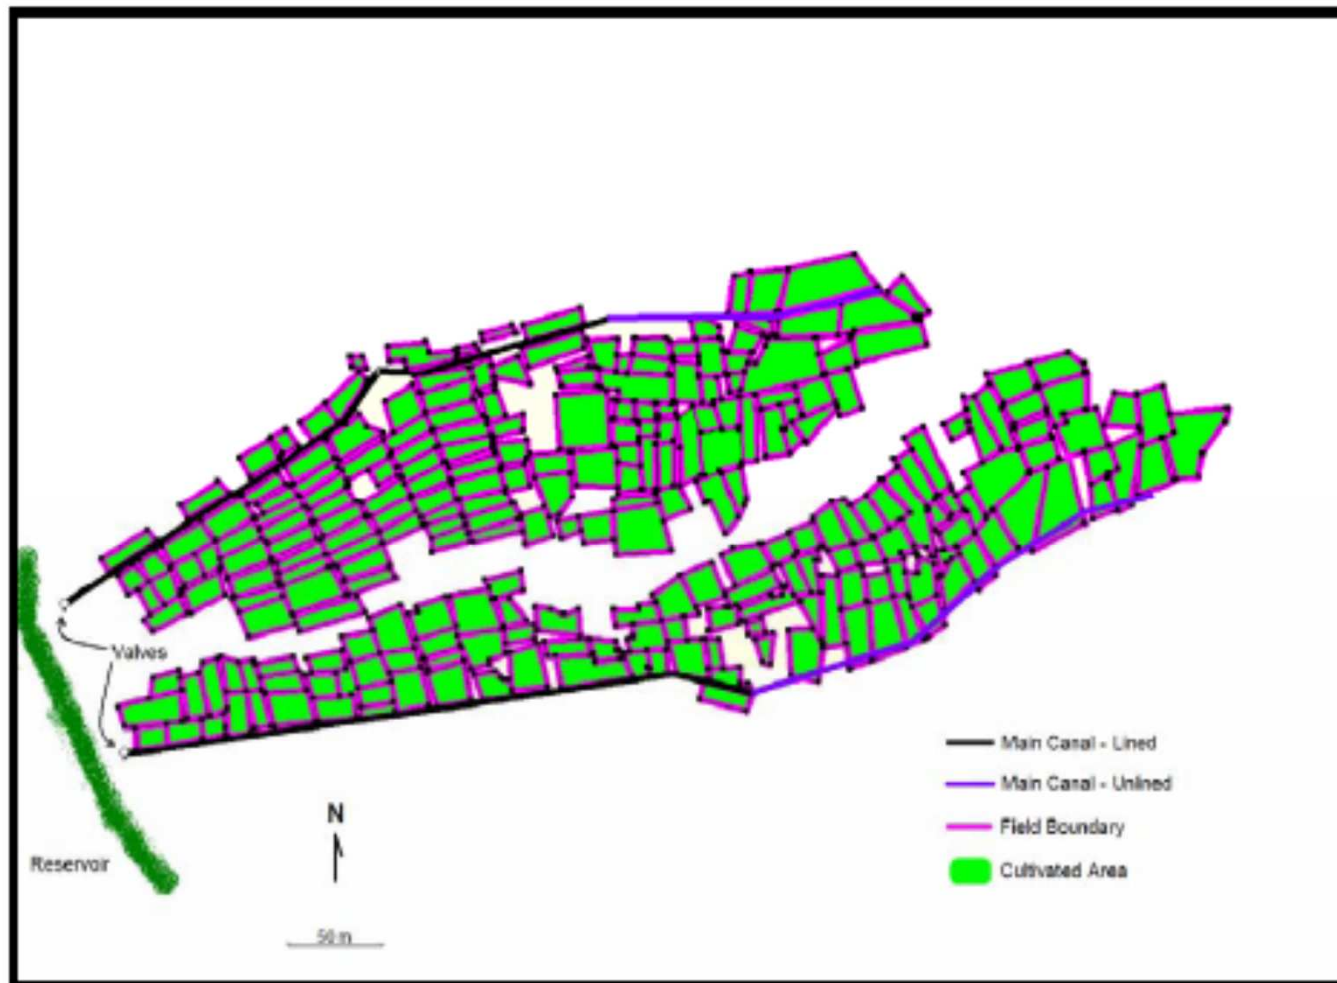 Valves
Main Canal - Lined
Main Canal - Unlined
N
Field Boundary
Reservoir
Cultivated Area
50 m